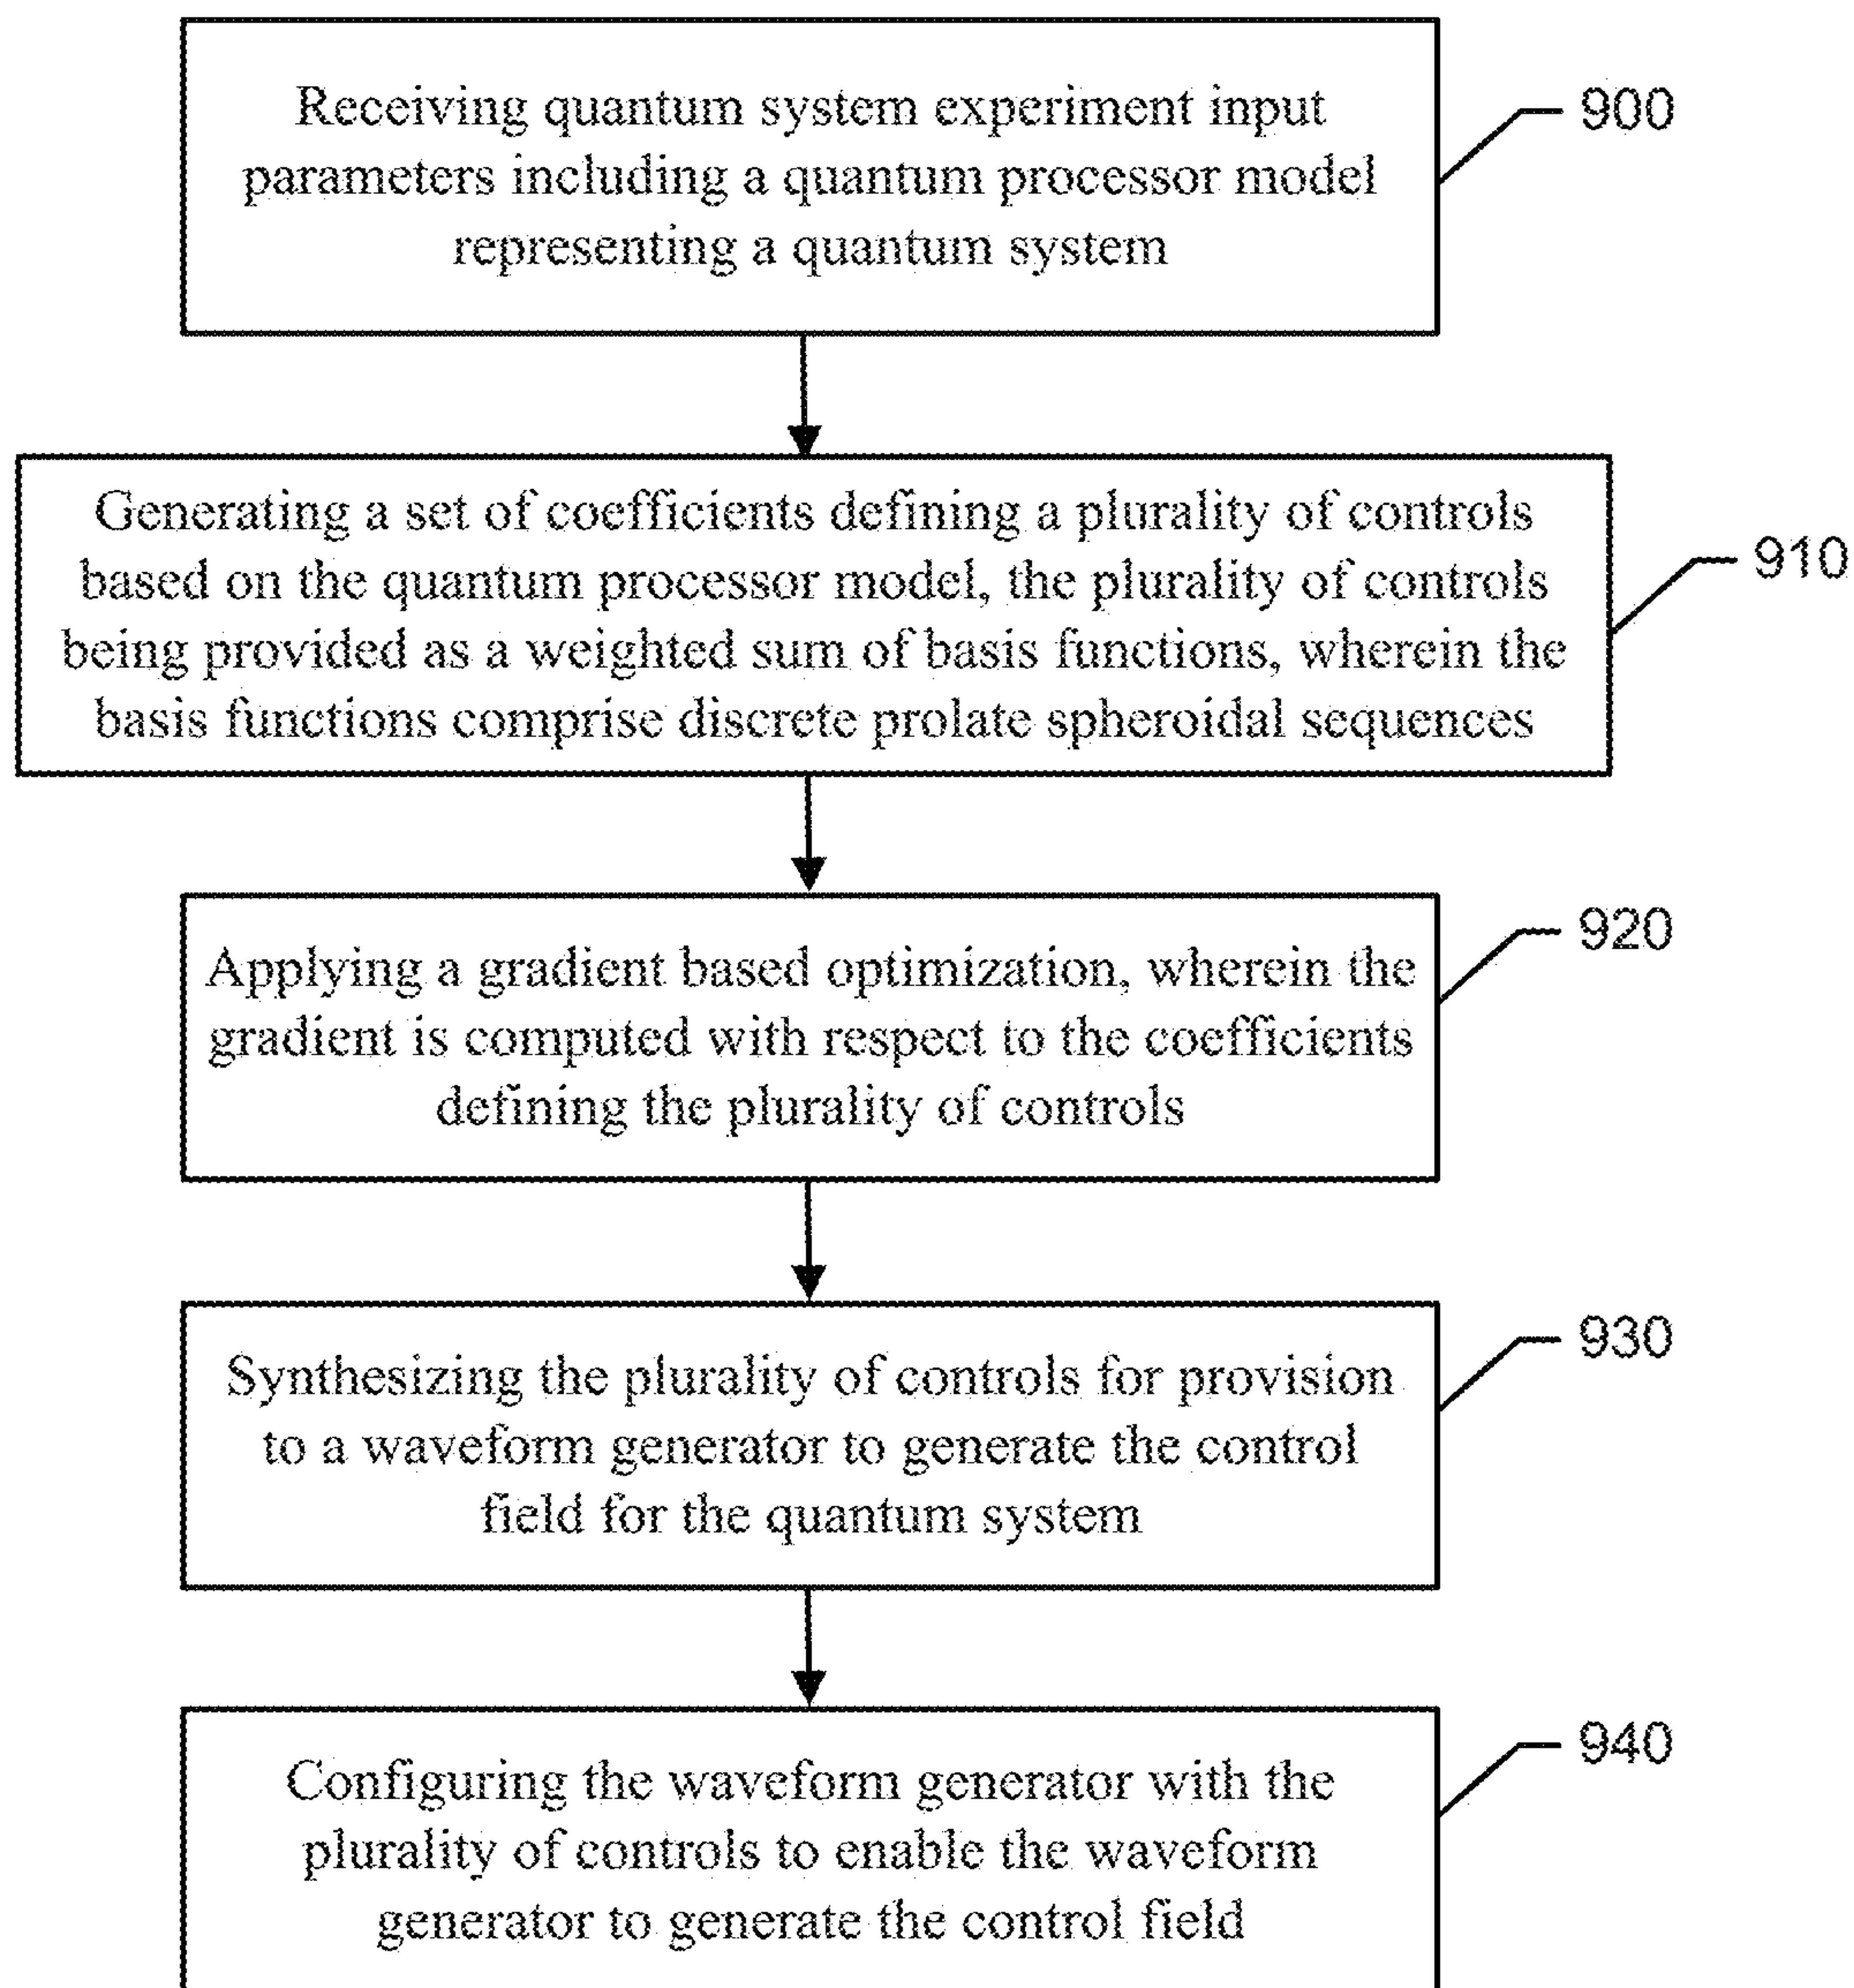 Receiving quantum system experiment input
parameters including a quantum processor model
representing a quantum system
900
Generating a set of coefficients defining a plurality of controls
based on the quantum processor model, the plurality of controls
being provided as a weighted sum of basis functions, wherein the
basis functions comprise discrete prolate spheroidal sequences
910
Applying a gradient based optimization, wherein the
gradient is computed with respect to the coefficients
defining the plurality of controls
920
Synthesizing the plurality of controls for provision
to a waveform generator to generate the control
field for the quantum system
930
Configuring the waveform generator with the
plurality of controls to enable the waveform
generator to generate the control field
940